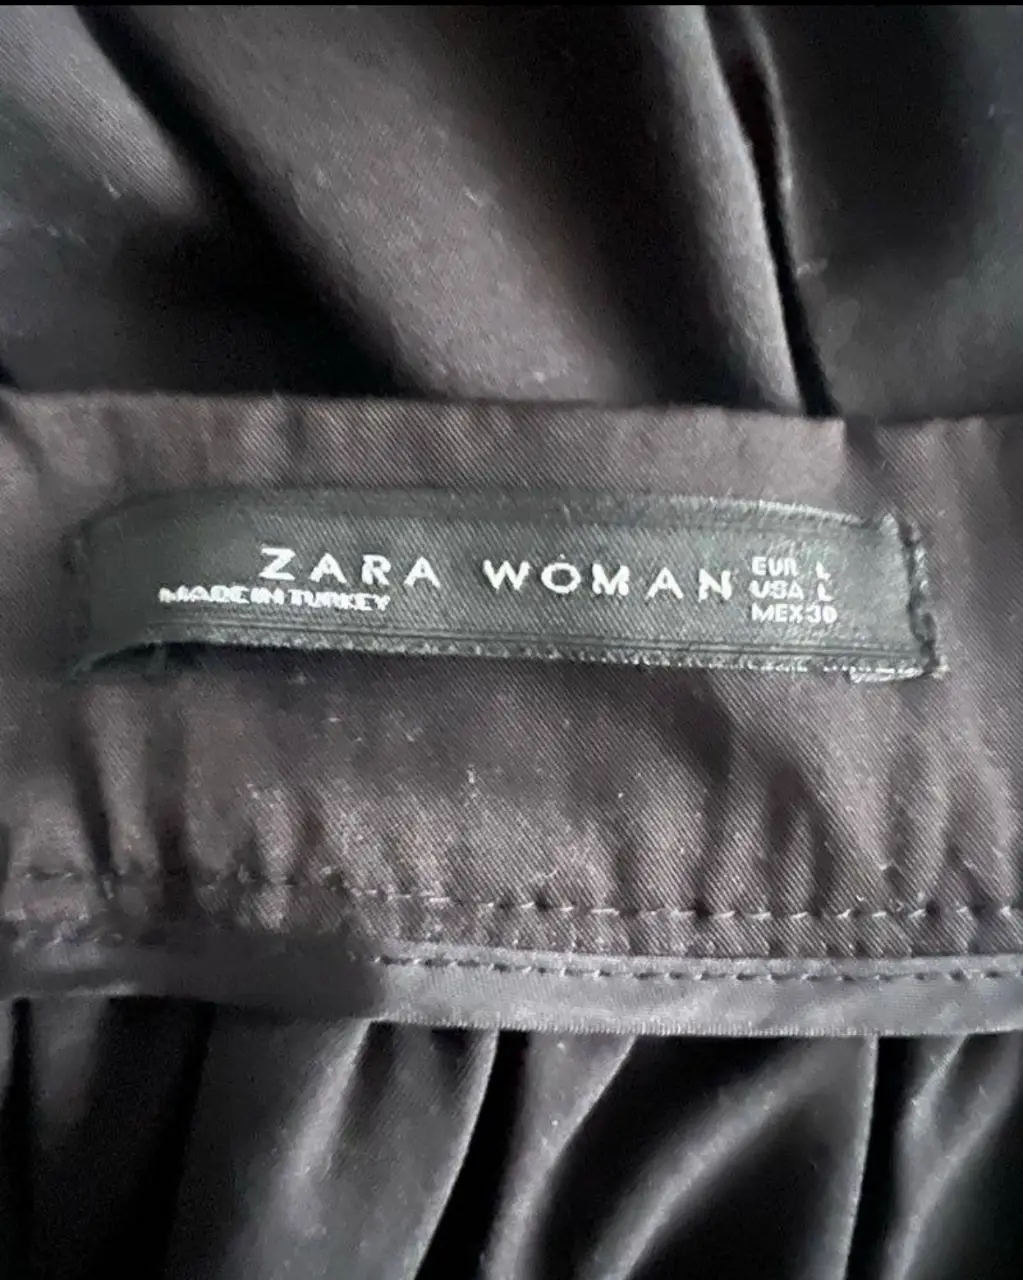 ZARA WOMAN
MADE IN TURKEY
EUR L
USA L
MEX 30